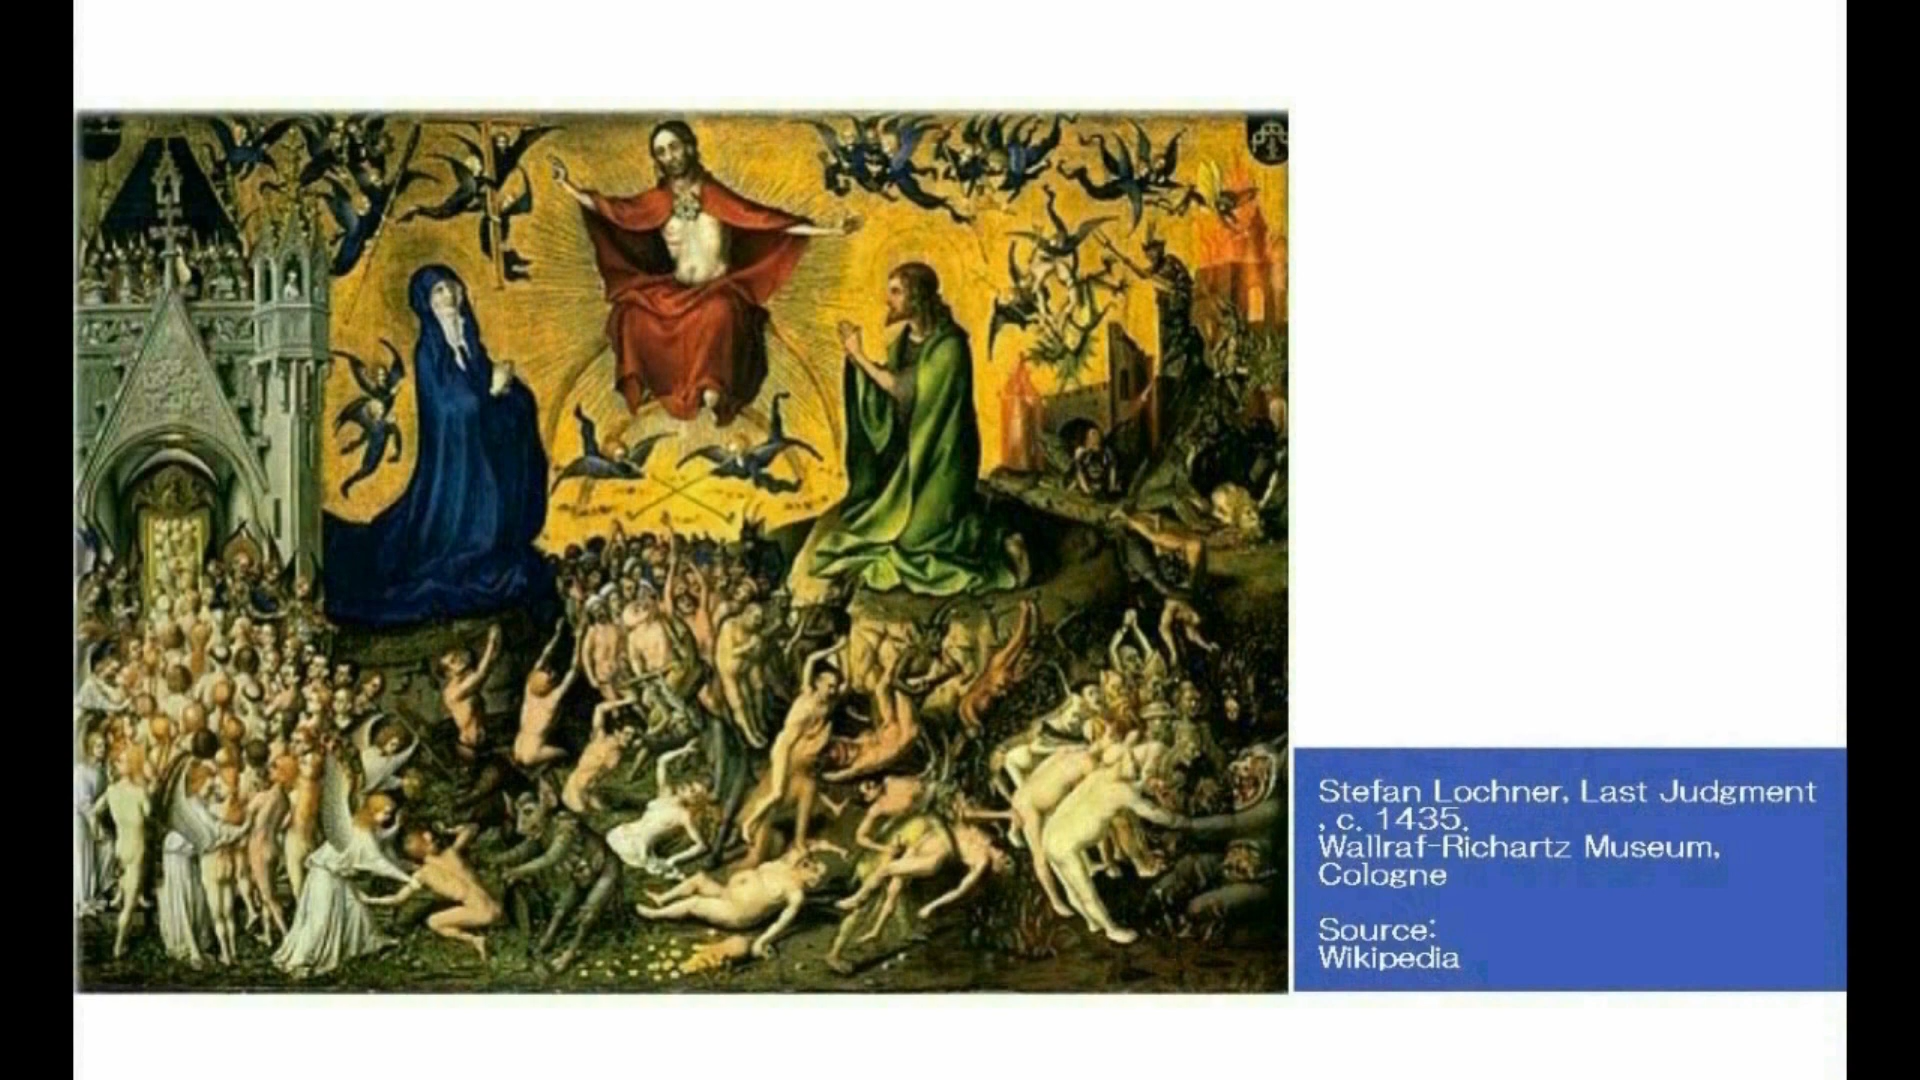 Stefan Lochner, Last Judgment
, c. 1435.
Wallraf-Richartz Museum,
Cologne
Source:
Wikipedia